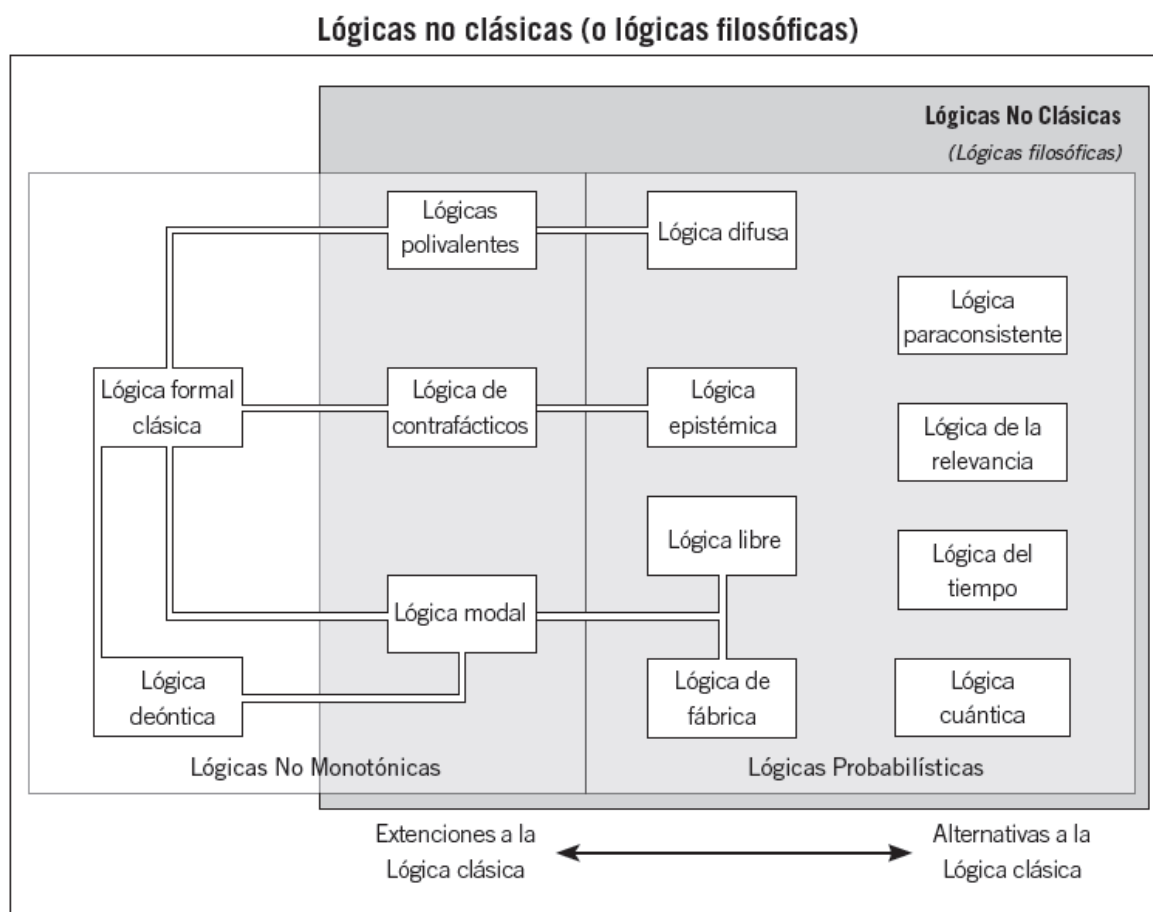 Lógicas no clásicas (o lógicas filosóficas)
Lógicas No Clásicas
(Lógicas filosóficas)
Lógicas
polivalentes
Lógica difusa
Lógica
paraconsistente
Lógica formal
clásica
Lógica de
contrafácticos
Lógica
epistémica
Lógica de la
relevancia
Lógica libre
Lógica del
tiempo
Lógica modal
Lógica
deóntica
Lógica de
fábrica
Lógica
cuántica
Lógicas No Monotónicas
Lógicas Probabilísticas
Extenciones a la
Lógica clásica
Alternativas a la
Lógica clásica